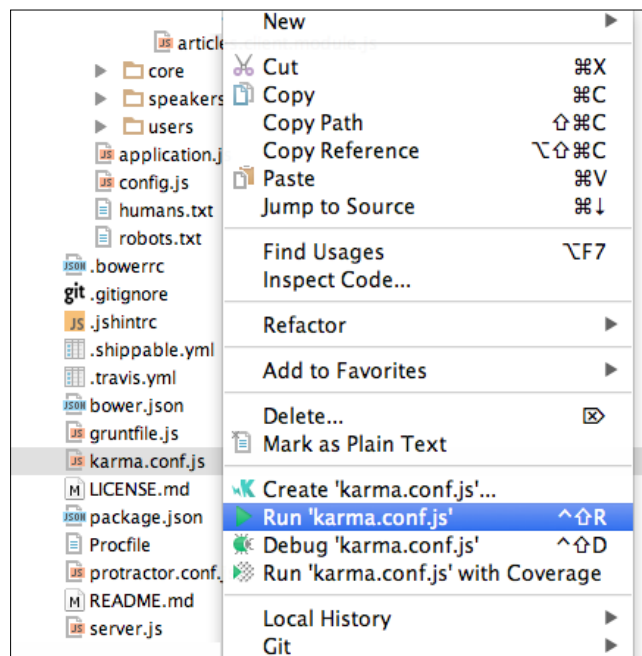 New
articles.client.module.js
core
Cut ⌘X
speakers
Copy ⌘C
users
Copy Path ⇧⌘C
application.j
Copy Reference ⌥⇧⌘C
config.js
Paste ⌘V
humans.txt
Jump to Source ⌘↓
robots.txt
Find Usages ⌥F7
.bowerrc
Inspect Code...
git .gitignore
.jshintrc
Refactor
.shippable.yml
.travis.yml
Add to Favorites
bower.json
Delete... ⌦
gruntfile.js
Mark as Plain Text
karma.conf.js
LICENSE.md
Create 'karma.conf.js'...
package.json
Run 'karma.conf.js' ^⇧R
Procfile
Debug 'karma.conf.js' ^⇧D
protractor.conf.
Run 'karma.conf.js' with Coverage
README.md
Local History
server.js
Git